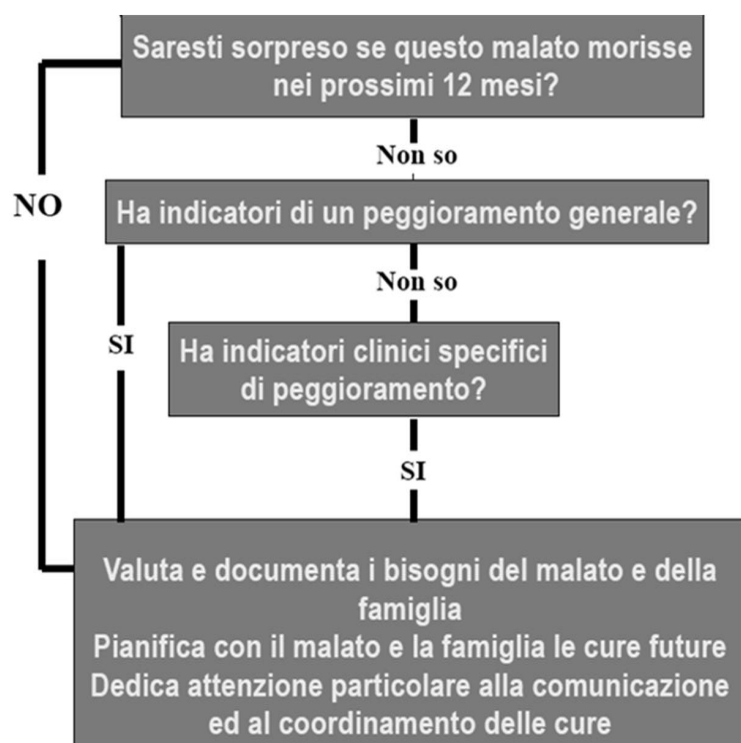 Saresti sorpreso se questo malato morisse
nei prossimi 12 mesi?
Non so
NO
Ha indicatori di un peggioramento generale?
Non so
SI
Ha indicatori clinici specifici
di peggioramento?
SI
Valuta e documenta i bisogni del malato e della
famiglia
Pianifica con il malato e la famiglia le cure future
Dedica attenzione particolare alla comunicazione
ed al coordinamento delle cure